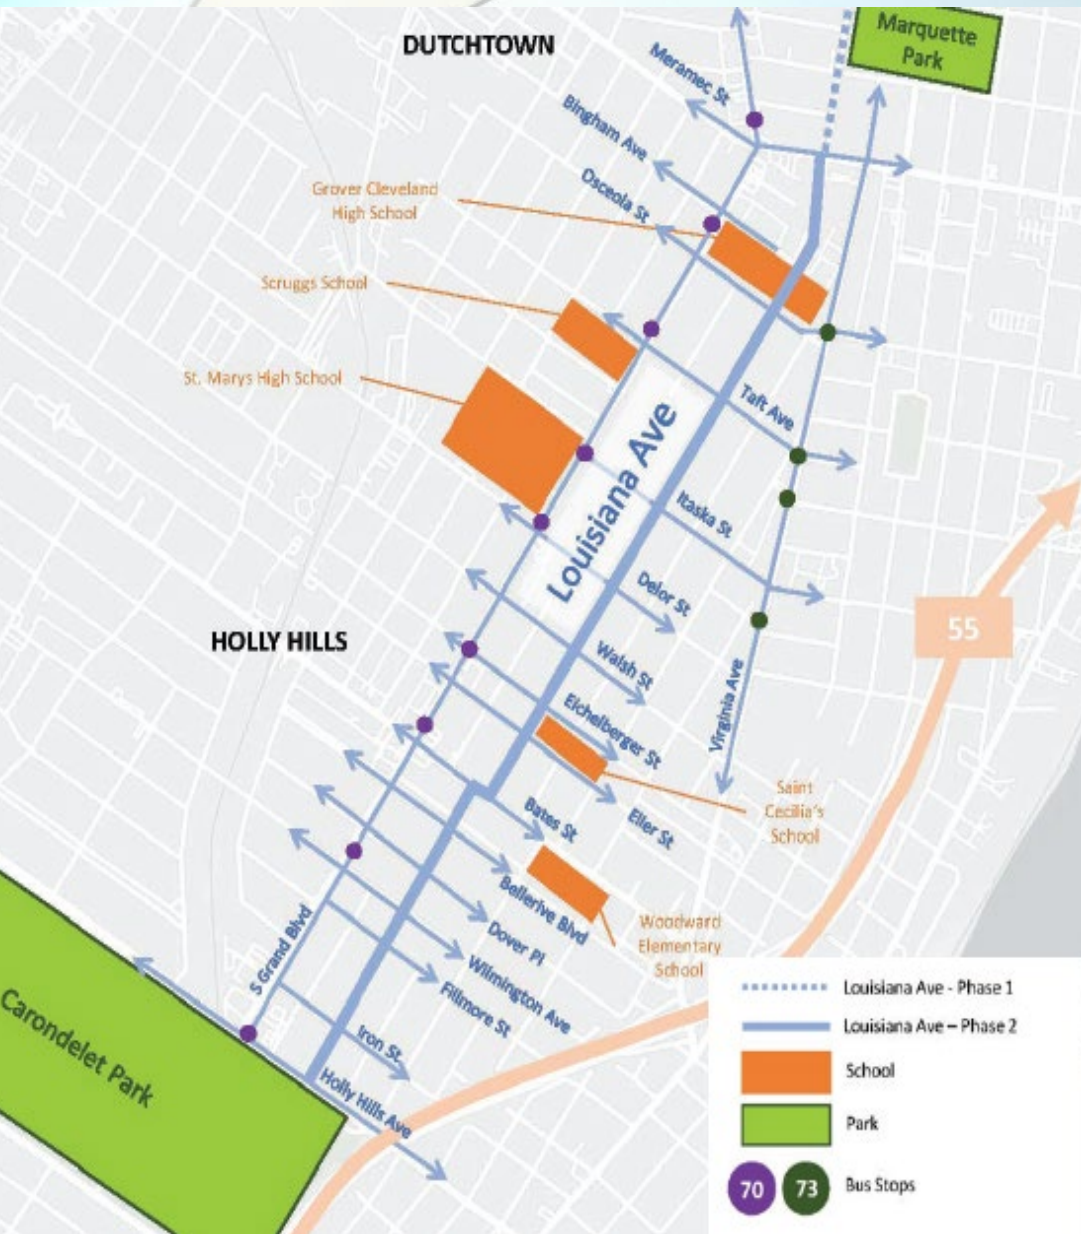 DUTCHTOWN
Marquette
Park
Meramec St
Bingham Ave
Osceola St
Grover Cleveland
High School
Scruggs School
St. Marys High School
Taft Ave
Louisiana Ave
Itaska St
Delor St
HOLLY HILLS
55
Walsh St
Virginia Ave
Eichelberger St
Saint
Cecilia's
School
Eller St
Bates St
Bellerive Blvd
Woodward
Elementary
School
Dover Pl
S Grand Blvd
Wilmington Ave
Fillmore St
Iron St
Carondelet Park
Holly Hills Ave
Louisiana Ave - Phase 1
Louisiana Ave – Phase 2
School
Park
70 73 Bus Stops